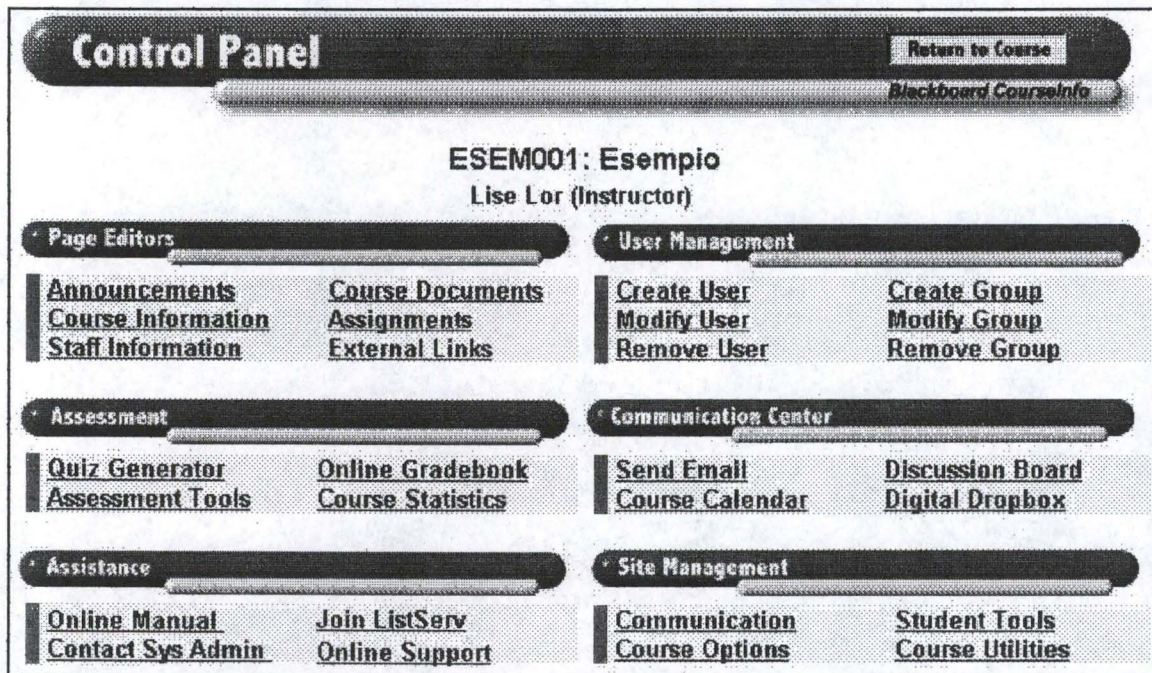 Control Panel
Return to Course
Blackboard CourseInfo
ESEM001: Esempio
Lise Lor (Instructor)
Page Editors
Announcements Course Documents
Course Information Assignments
Staff Information External Links
User Management
Create User Create Group
Modify User Modify Group
Remove User Remove Group
Assessment
Quiz Generator Online Gradebook
Assessment Tools Course Statistics
Communication Center
Send Email Discussion Board
Course Calendar Digital Dropbox
Assistance
Online Manual Join ListServ
Contact Sys Admin Online Support
Site Management
Communication Student Tools
Course Options Course Utilities